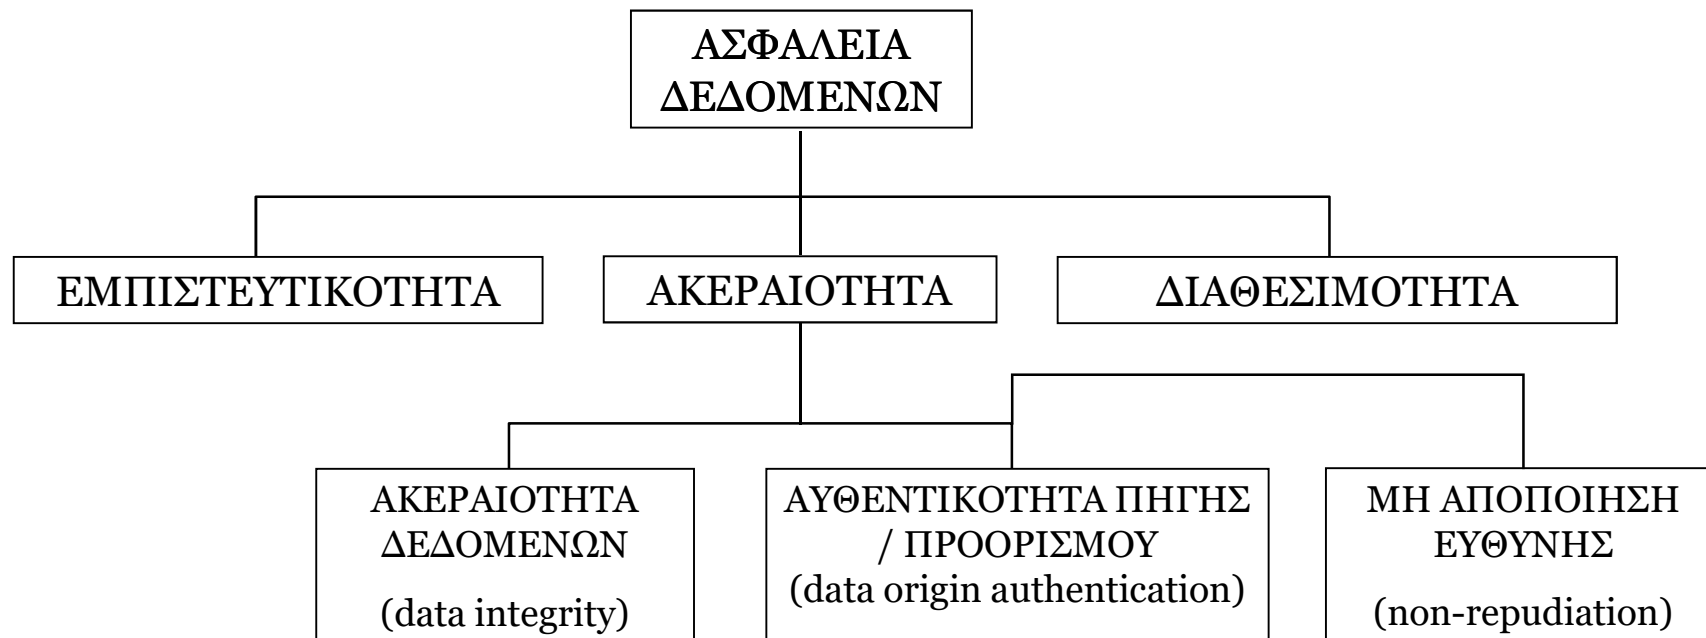 ΑΣΦΑΛΕΙΑ
ΔΕΔΟΜΕΝΩΝ
ΕΜΠΙΣΤΕΥΤΙΚΟΤΗΤΑ
ΑΚΕΡΑΙΟΤΗΤΑ
ΔΙΑΘΕΣΙΜΟΤΗΤΑ
ΑΚΕΡΑΙΟΤΗΤΑ
ΔΕΔΟΜΕΝΩΝ
(data integrity)
ΑΥΘΕΝΤΙΚΟΤΗΤΑ ΠΗΓΗΣ
/ ΠΡΟΟΡΙΣΜΟΥ
(data origin authentication)
ΜΗ ΑΠΟΠΟΙΗΣΗ
ΕΥΘΥΝΗΣ
(non-repudiation)